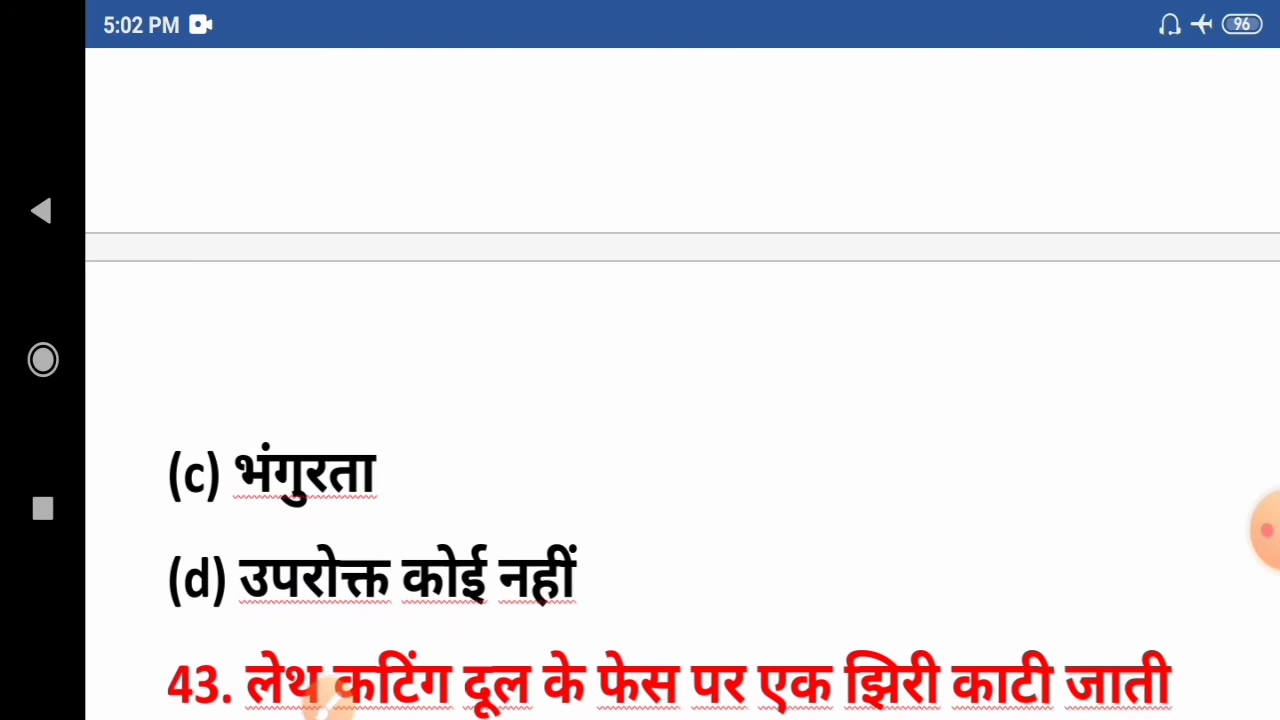 5:02 PM
96
(c) भंगुरता
(d) उपरोक्त कोई नहीं
43. लेथ कटिंग दूल के फेस पर एक झिरी काटी जाती